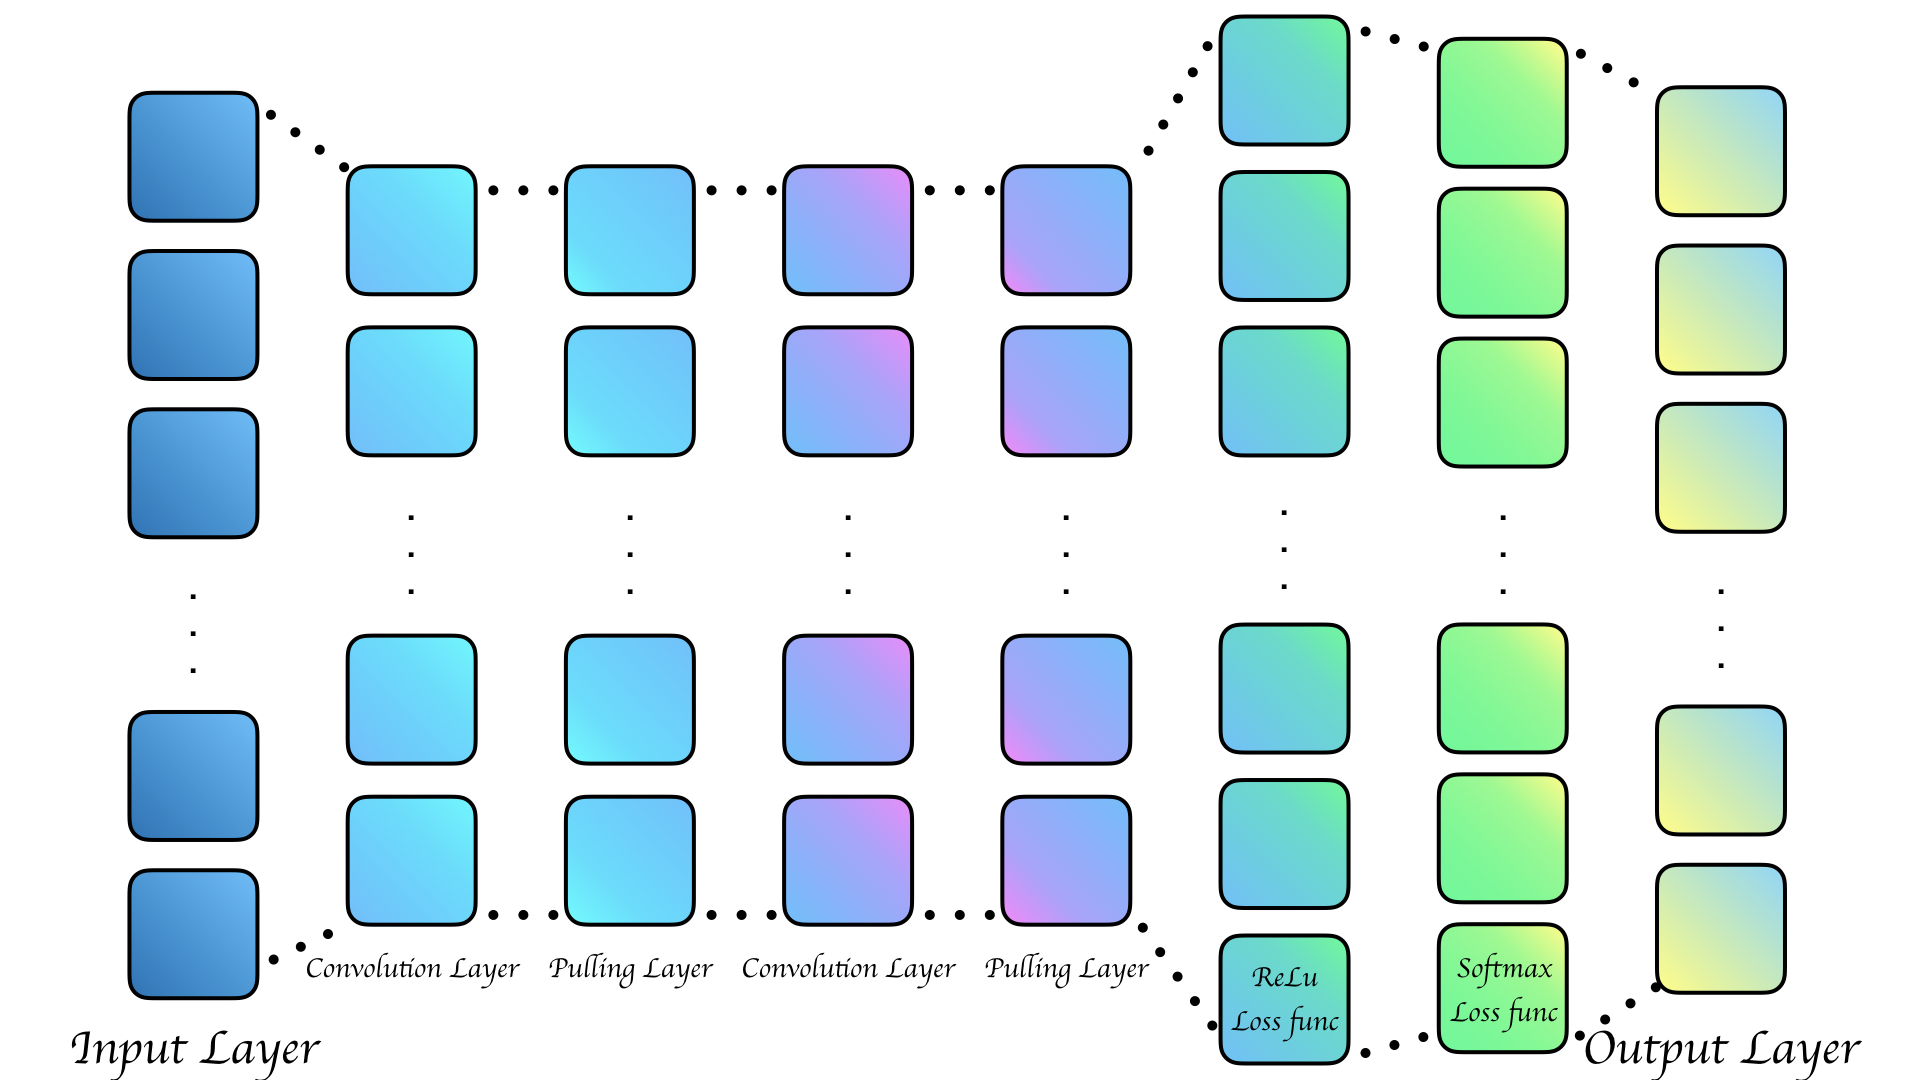 Convolution Layer
Pulling Layer
Convolution Layer
Pulling Layer
ReLu
Loss func
Softmax
Loss func
Input Layer
Output Layer